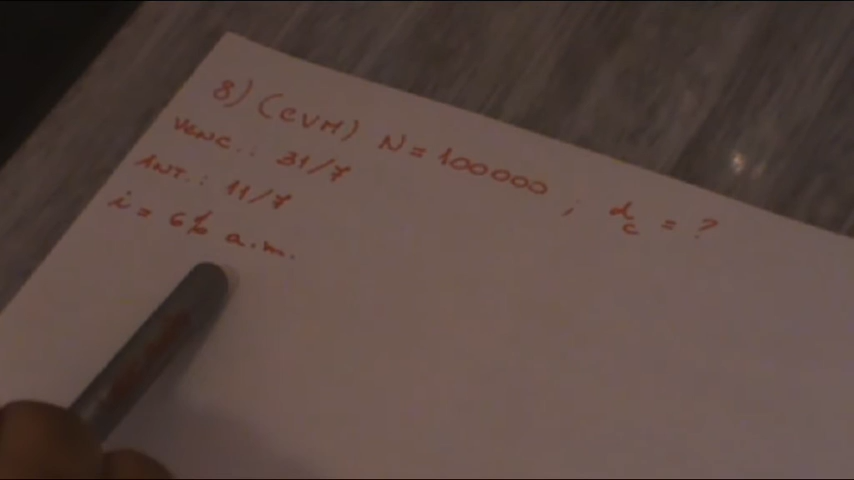 8) (CVM) N = 100000 ; dc = ?
VENC.: 31/7
ANT.: 11/7
i = 6% a.m.